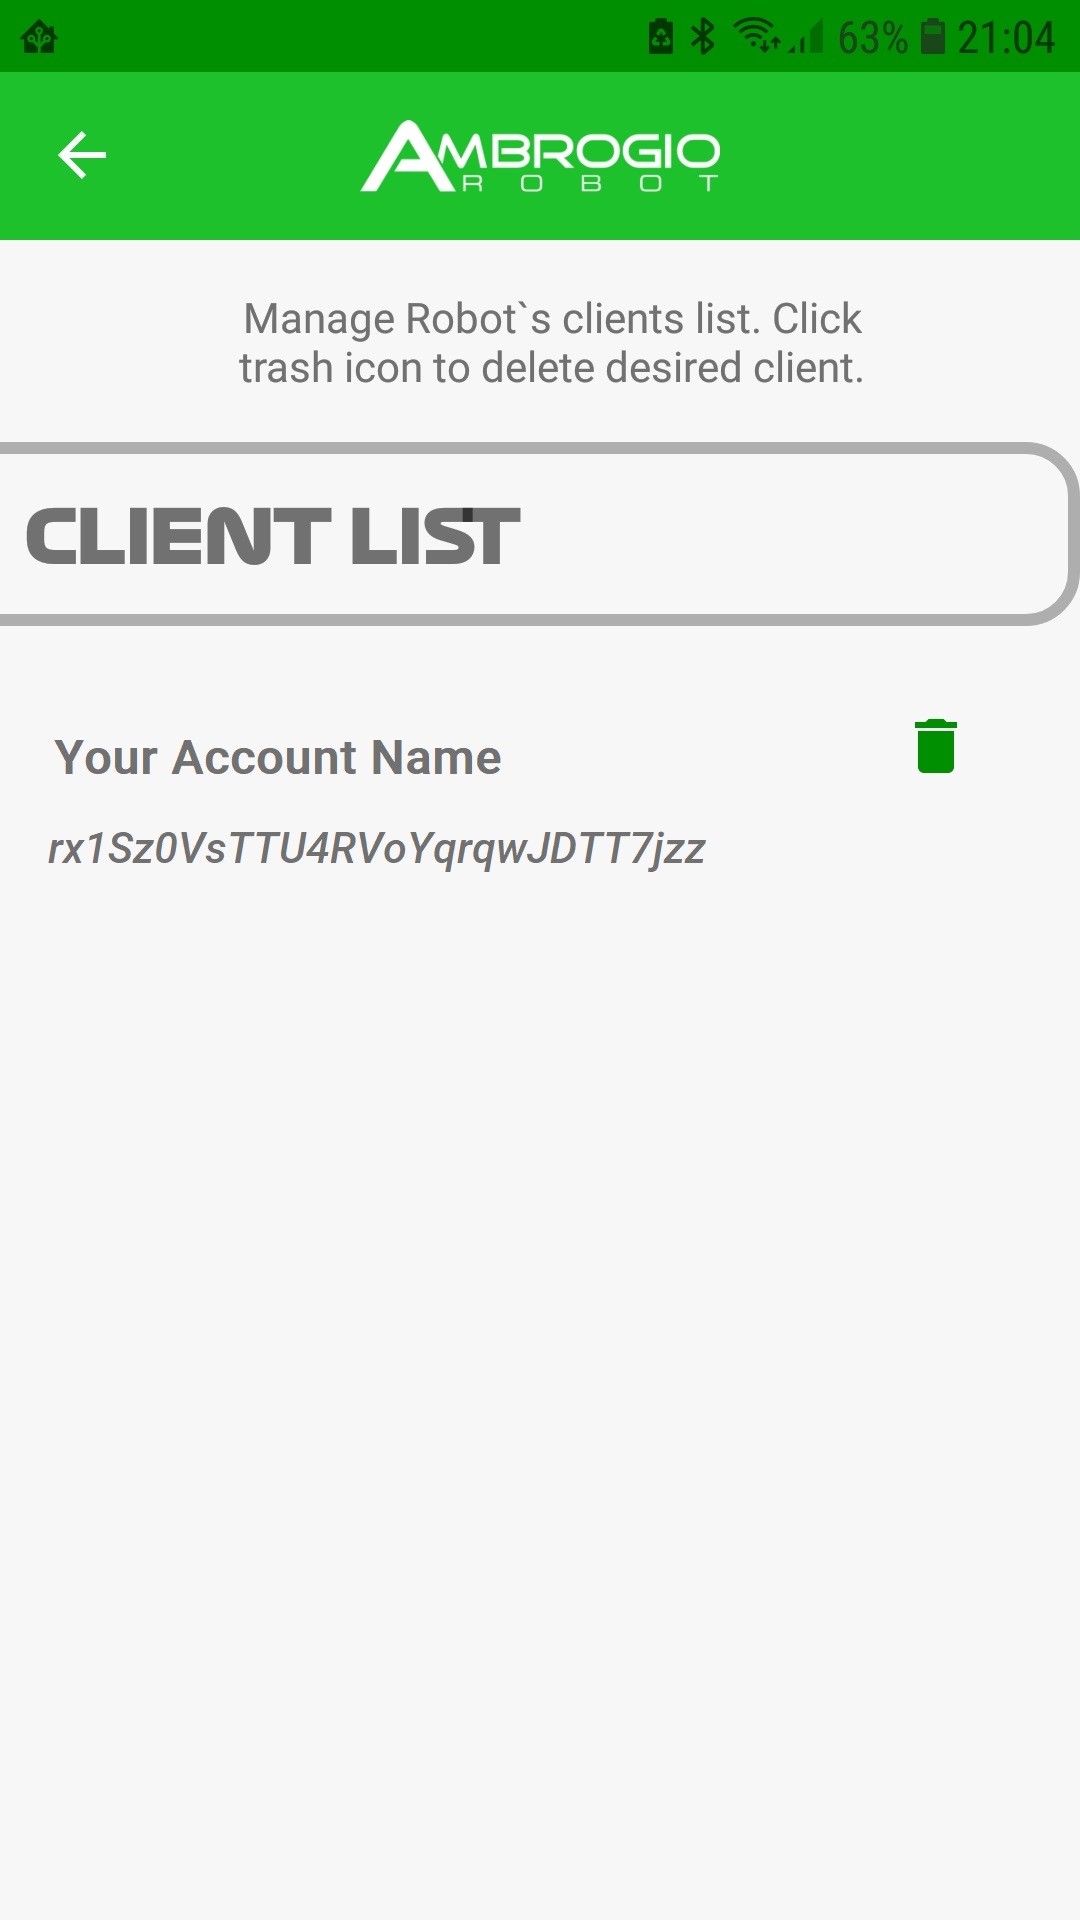 63% 21:04
AMBROGIO
ROBOT
Manage Robot`s clients list. Click
trash icon to delete desired client.
CLIENT LIST
Your Account Name
rx1Sz0VsTTU4RVoYqrqwJDTT7jzz